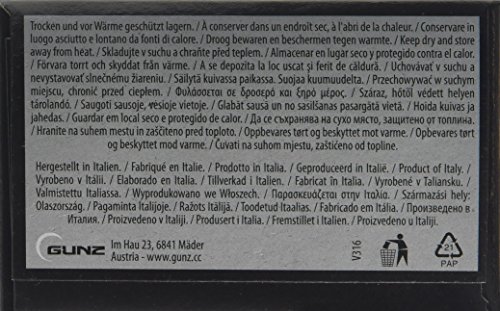 Trocken und vor Wärme geschützt lagern. / A conserver dans un endroit sec, à l'abri de la chaleur. / Conservare in
luogo asciutto e lontano da fonti di calore. / Droog bewaren en beschermen tegen warmte. / Keep dry and store
away from heat. / Skladujte v suchu a chraňte před teplem. / Almacenar en lugar seco y protegido de calor. /
Förvara torrt och skyddat från värme. / A se depozita la loc uscat și ferit de căldură. / Uchovávať v suchu a
nevystavovať slnečnému žiareniu. / Säilytä kuivassa paikassa. Suojaa kuumuudelta. / Przechowywać w suchym
miejscu, chronić przed ciepłem. / Φυλάσσεται σε δροσερό και ξηρό μέρος. / Száraz, hőtől védett helyen
tárolandó. / Saugoti sausoje, vėsioje vietoje. / Glabāt sausā un no sasilšanas pasargātā vietā. / Hoida kuivas ja
jahedas. / Guardar em local seco e protegido de calor. / Да се съхранява на сухо място, защитено от топлина.
/ Hranite na suhem mestu in zaščiteno pred toploto. / Oppbevares tørt og beskyttet mot varme. / Opbevares tørt
og beskyttet mod varme. / Čuvati na suhom mjestu, zaštićeno od topline.
Hergestellt in Italien. / Fabriqué en Italie. / Prodotto in Italia. / Geproduceerd in Italië. / Product of Italy. /
Vyrobeno v Itálii. / Elaborado en Italia. / Tillverkad i Italien. / Fabricat în Italia. / Vyrobené v Taliansku. /
Valmistettu Italiassa. / Wyprodukowano we Włoszech. / Παρασκευάζεται στην Ιταλία. / Származási hely:
Olaszország. / Pagaminta Italijoje. / Ražots Itālijā. / Toodetud Itaalias. / Fabricado em Itália. / Произведено в
Италия. / Proizvedeno v Italiji. / Produsert i Italia. / Fremstillet i Italien. / Proizvedeno u Italiji.
GUNZ
Im Hau 23, 6841 Mäder
Austria - www.gunz.cc
V316
21
PAP